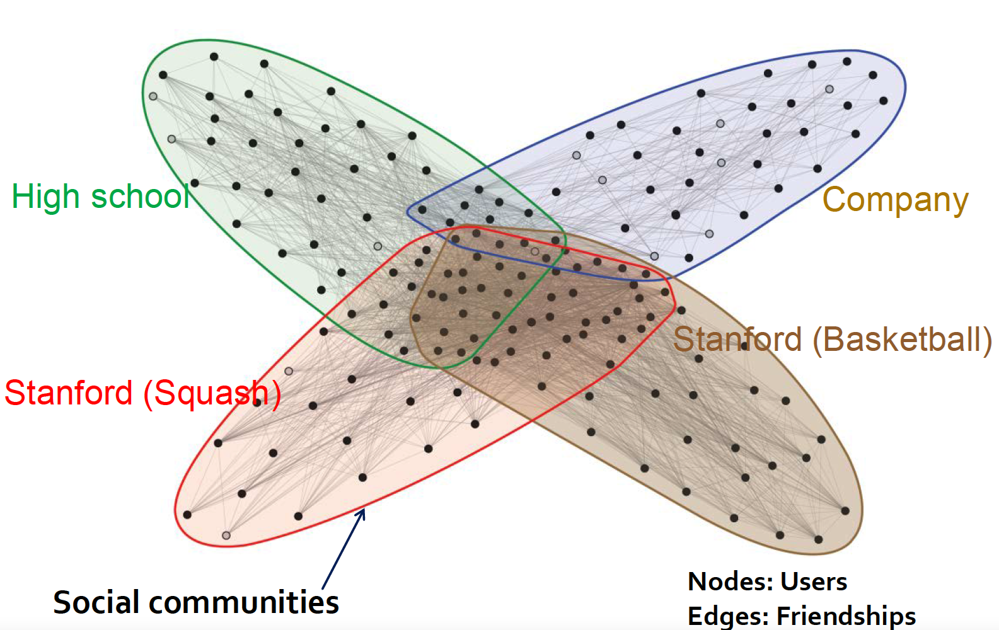 High school
Company
Stanford (Basketball)
Stanford (Squash)
Social communities
Nodes: Users
Edges: Friendships